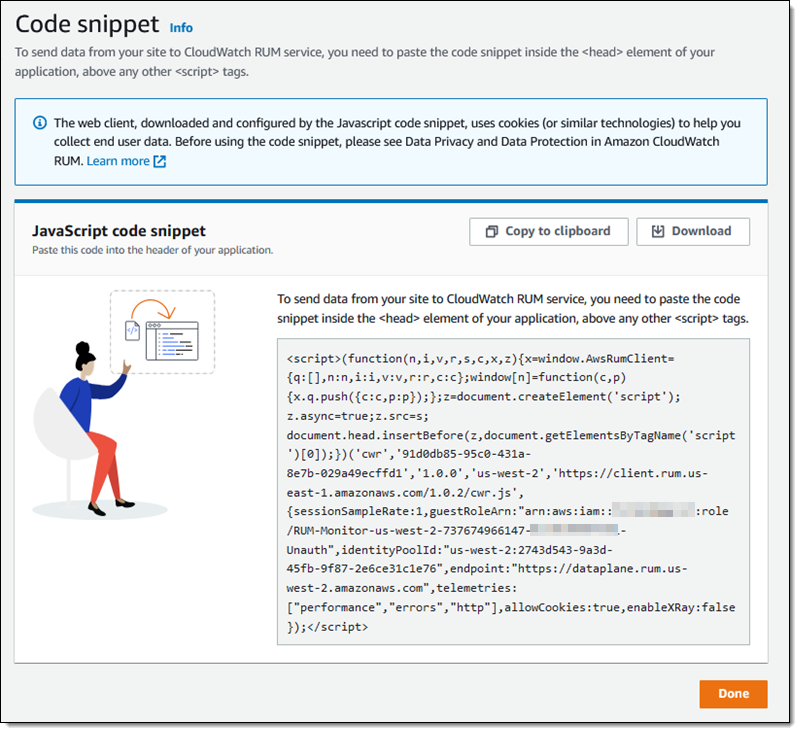 Code snippet Info
To send data from your site to CloudWatch RUM service, you need to paste the code snippet inside the <head> element of your
application, above any other <script> tags.
The web client, downloaded and configured by the Javascript code snippet, uses cookies (or similar technologies) to help you
collect end user data. Before using the code snippet, please see Data Privacy and Data Protection in Amazon CloudWatch
RUM. Learn more
JavaScript code snippet
Paste this code into the header of your application.
Copy to clipboard
Download
To send data from your site to CloudWatch RUM service, you need to paste the code
snippet inside the <head> element of your application, above any other <script> tags.
<script>(function(n,i,v,r,s,c,x,z){x=window.AwsRumClient=
{q:[],n:n,i:i,v:v,r:r,c:c};window[n]=function(c,p)
{x.q.push({c:c,p:p});};z=document.createElement('script');
z.async=true;z.src=s;
document.head.insertBefore(z,document.getElementsByTagName('script
')[0]);})('cwr','91d0db85-95c0-431a-
8e7b-029a49ecffd1','1.0.0','us-west-2','https://client.rum.us-
east-1.amazonaws.com/1.0.2/cwr.js',
{sessionSampleRate:1,guestRoleArn:"arn:aws:iam:: :role
/RUM-Monitor-us-west-2-737674966147- -
Unauth",identityPoolId:"us-west-2:2743d543-9a3d-
45fb-9f87-2e6ce31c1e76",endpoint:"https://dataplane.rum.us-
west-2.amazonaws.com",telemetries:
["performance","errors","http"],allowCookies:true,enableXRay:false
});</script>
Done